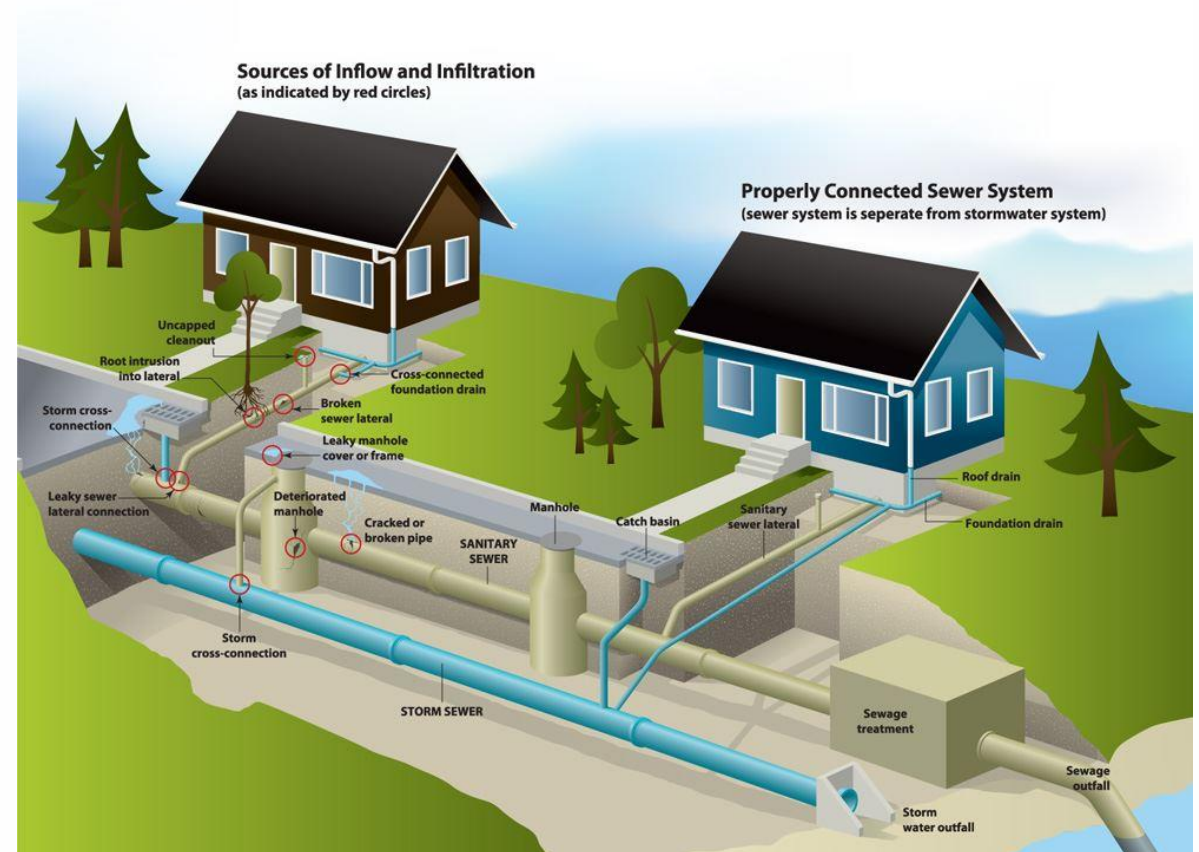 Sources of Inflow and Infiltration
(as indicated by red circles)
Properly Connected Sewer System
(sewer system is seperate from stormwater system)
Uncapped
cleanout
Root intrusion
into lateral
Storm cross-
connection
Cross-connected
foundation drain
Broken
sewer lateral
Leaky manhole
cover or frame
Leaky sewer
lateral connection
Deteriorated
manhole
Cracked or
broken pipe
SANITARY
SEWER
Manhole
Catch basin
Sanitary
sewer lateral
Roof drain
Foundation drain
Storm
cross-connection
STORM SEWER
Sewage
treatment
Sewage
outfall
Storm
water outfall